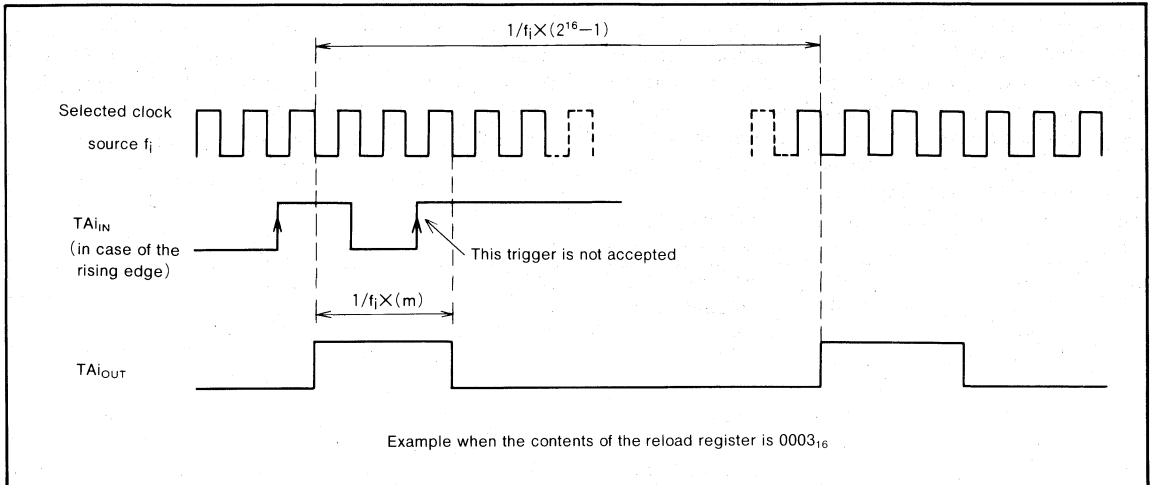 1/fᵢ×(2¹⁶−1)
Selected clock
source fᵢ
TAiIN
(in case of the
rising edge)
This trigger is not accepted
1/fᵢ×(m)
TAiOUT
Example when the contents of the reload register is 0003₁₆